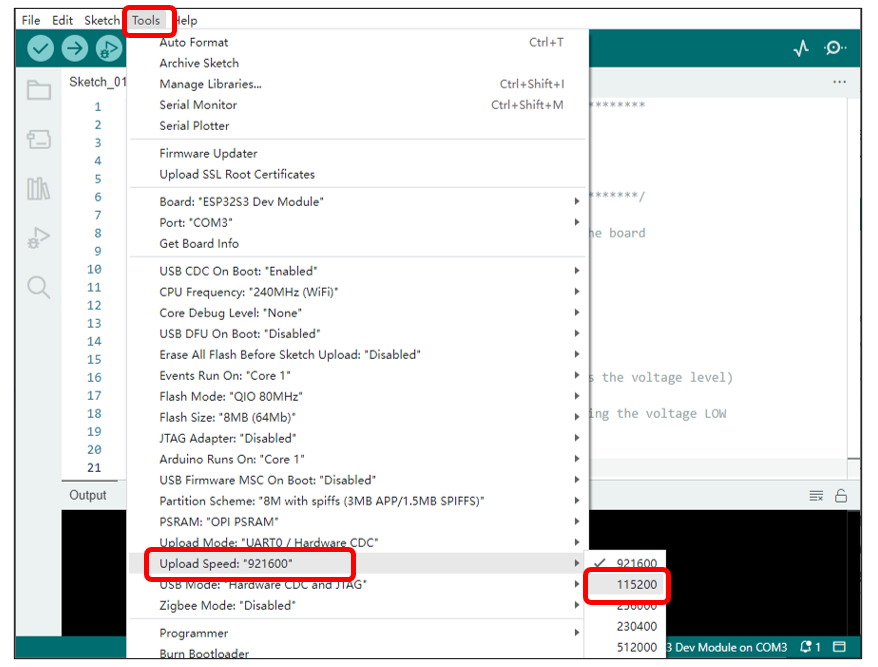 File Edit Sketch Tools Help
Auto Format Ctrl+T
Archive Sketch
Sketch_01
Manage Libraries... Ctrl+Shift+I
Serial Monitor Ctrl+Shift+M
Serial Plotter
Firmware Updater
Upload SSL Root Certificates
Board: "ESP32S3 Dev Module"
Port: "COM3"
Get Board Info
USB CDC On Boot: "Enabled"
CPU Frequency: "240MHz (WiFi)"
Core Debug Level: "None"
USB DFU On Boot: "Disabled"
Erase All Flash Before Sketch Upload: "Disabled"
Events Run On: "Core 1"
Flash Mode: "QIO 80MHz"
Flash Size: "8MB (64Mb)"
JTAG Adapter: "Disabled"
Arduino Runs On: "Core 1"
USB Firmware MSC On Boot: "Disabled"
Partition Scheme: "8M with spiffs (3MB APP/1.5MB SPIFFS)"
PSRAM: "OPI PSRAM"
Upload Mode: "UART0 / Hardware CDC"
Upload Speed: "921600"
USB Mode: "Hardware CDC and JTAG"
Zigbee Mode: "Disabled"
Programmer
Burn Bootloader
921600
115200
256000
230400
512000
1
2
3
4
5
6
7
8
9
10
11
12
13
14
15
16
17
18
19
20
21
********
*******/
he board
s the voltage level)
ing the voltage LOW
Output
3 Dev Module on COM3 1